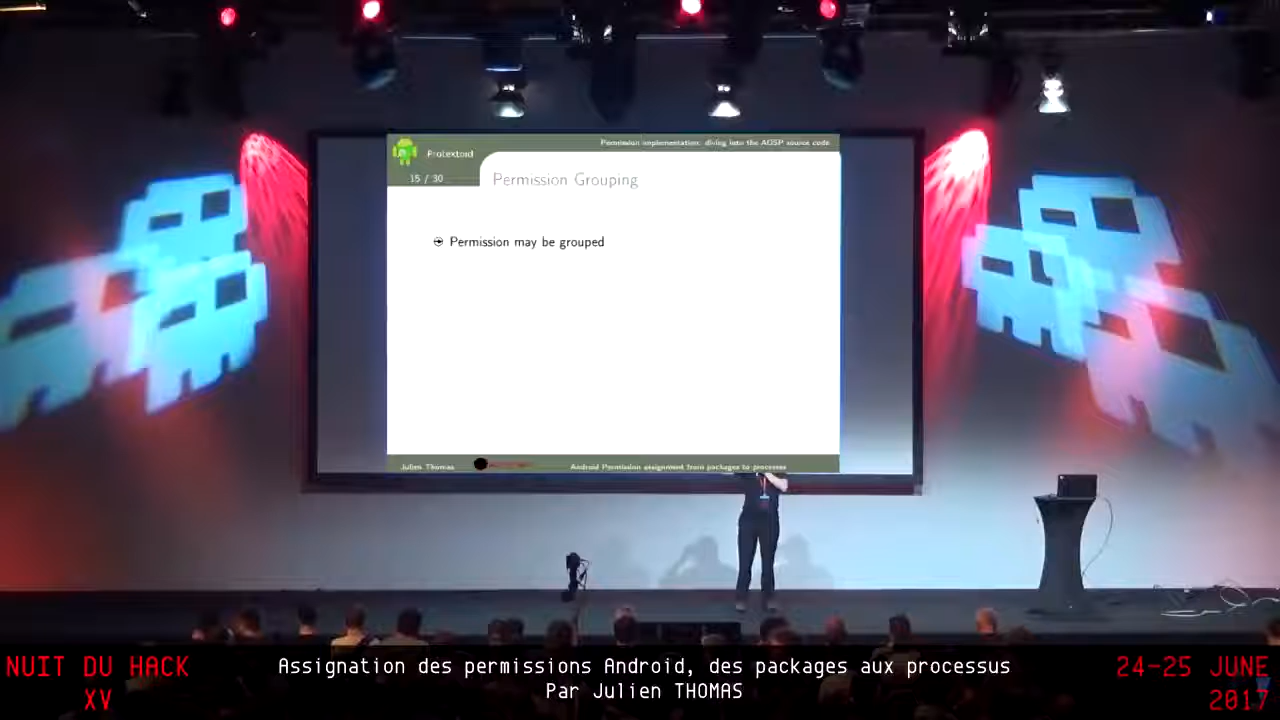 Permission implementation: diving into the AOSP source code
Protextoid
15 / 30
Permission Grouping
Permission may be grouped
Julien Thomas
Android Permission assignment from packages to processes
NUIT DU HACK
XV
Assignation des permissions Android, des packages aux processus
Par Julien THOMAS
24-25 JUNE
2017